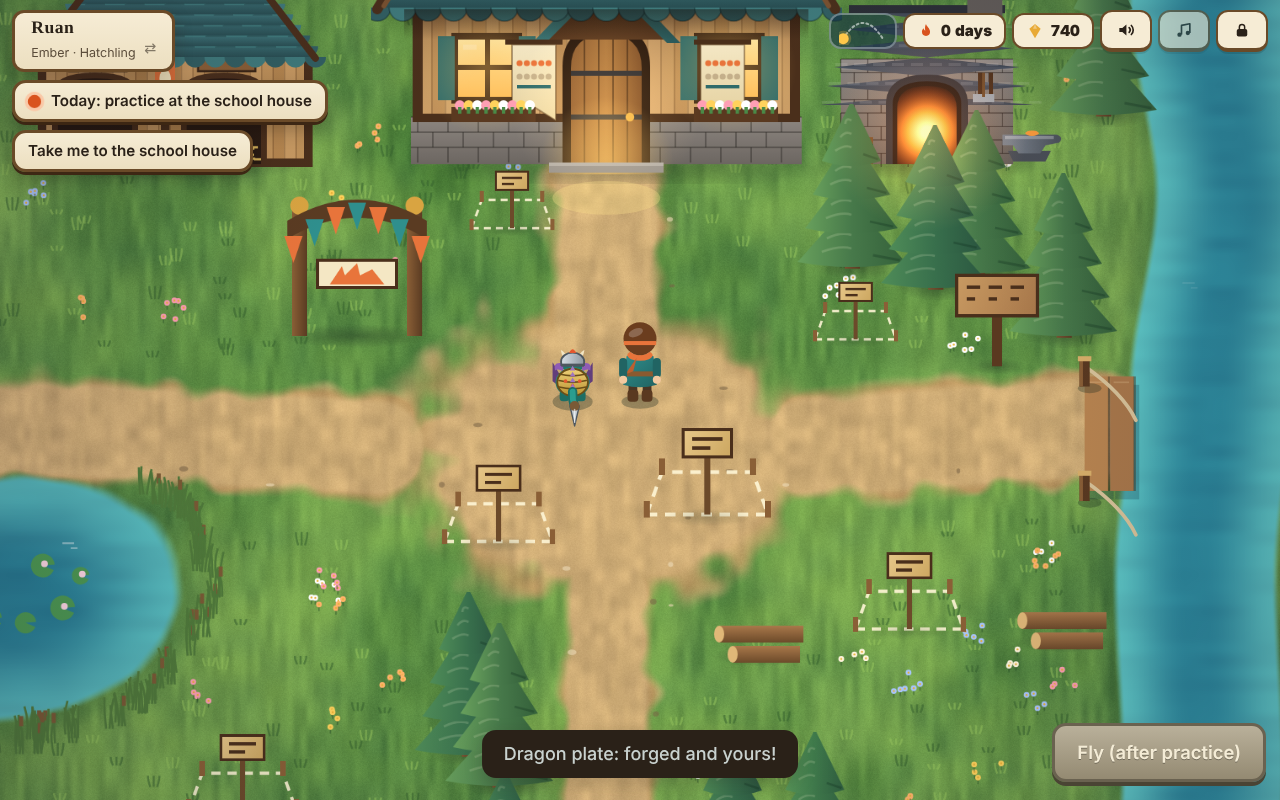 Ruan
Ember · Hatchling
0 days
740
Today: practice at the school house
Take me to the school house
Dragon plate: forged and yours!
Fly (after practice)